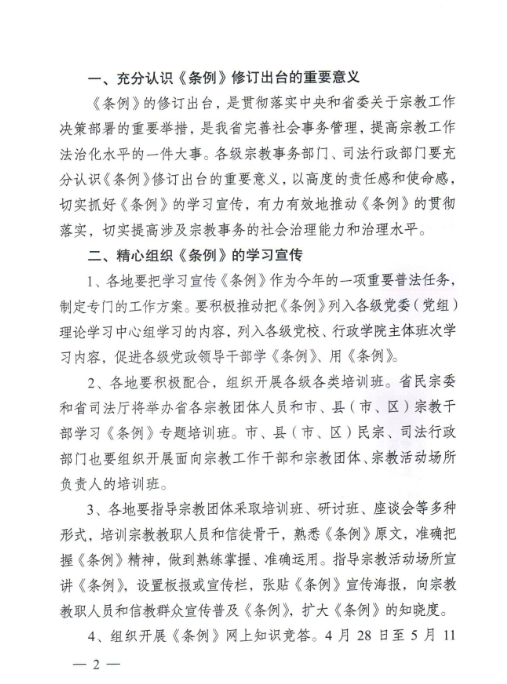 一、充分认识《条例》修订出台的重要意义
《条例》的修订出台，是贯彻落实中央和省委关于宗教工作
决策部署的重要举措，是我省完善社会事务管理，提高宗教工作
法治化水平的一件大事。各级宗教事务部门、司法行政部门要充
分认识《条例》修订出台的重要意义，以高度的责任感和使命感，
切实抓好《条例》的学习宣传，有力有效地推动《条例》的贯彻
落实，切实提高涉及宗教事务的社会治理能力和治理水平。
二、精心组织《条例》的学习宣传
1、各地要把学习宣传《条例》作为今年的一项重要普法任务，
制定专门的工作方案。要积极推动把《条例》列入各级党委（党组）
理论学习中心组学习的内容，列入各级党校、行政学院主体班次学
习内容，促进各级党政领导干部学《条例》、用《条例》。
2、各地要积极配合，组织开展各级各类培训班。省民宗委
和省司法厅将举办省各宗教团体人员和市、县（市、区）宗教干
部学习《条例》专题培训班。市、县（市、区）民宗、司法行政
部门也要组织开展面向宗教工作干部和宗教团体、宗教活动场所
负责人的培训班。
3、各地要指导宗教团体采取培训班、研讨班、座谈会等多种
形式，培训宗教教职人员和信徒骨干，熟悉《条例》原文，准确把
握《条例》精神，做到熟练掌握、准确运用。指导宗教活动场所宣
讲《条例》，设置板报或宣传栏，张贴《条例》宣传海报，向宗教
教职人员和信教群众宣传普及《条例》，扩大《条例》的知晓度。
4、组织开展《条例》网上知识竞答。4 月 28 日至 5 月 11
— 2 —